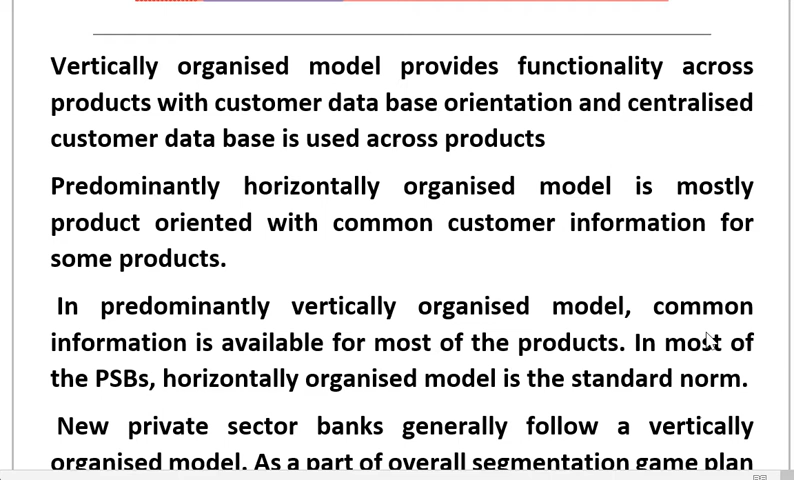 Vertically organised model provides functionality across
products with customer data base orientation and centralised
customer data base is used across products
Predominantly horizontally organised model is mostly
product oriented with common customer information for
some products.
In predominantly vertically organised model, common
information is available for most of the products. In most of
the PSBs, horizontally organised model is the standard norm.
New private sector banks generally follow a vertically
organised model. As a part of overall segmentation game plan